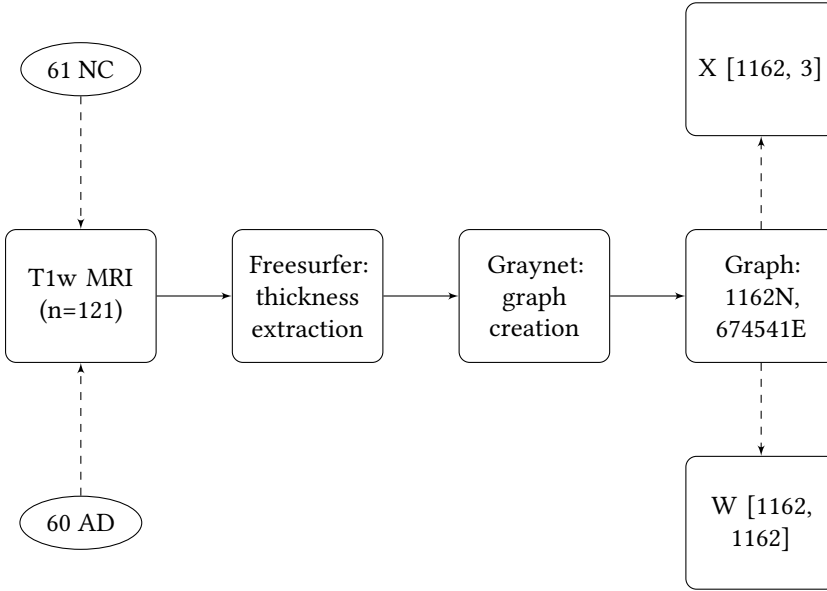 61 NC
X [1162, 3]
T1w MRI
(n=121)
Freesurfer:
thickness
extraction
Graynet:
graph
creation
Graph:
1162N,
674541E
60 AD
W [1162,
1162]